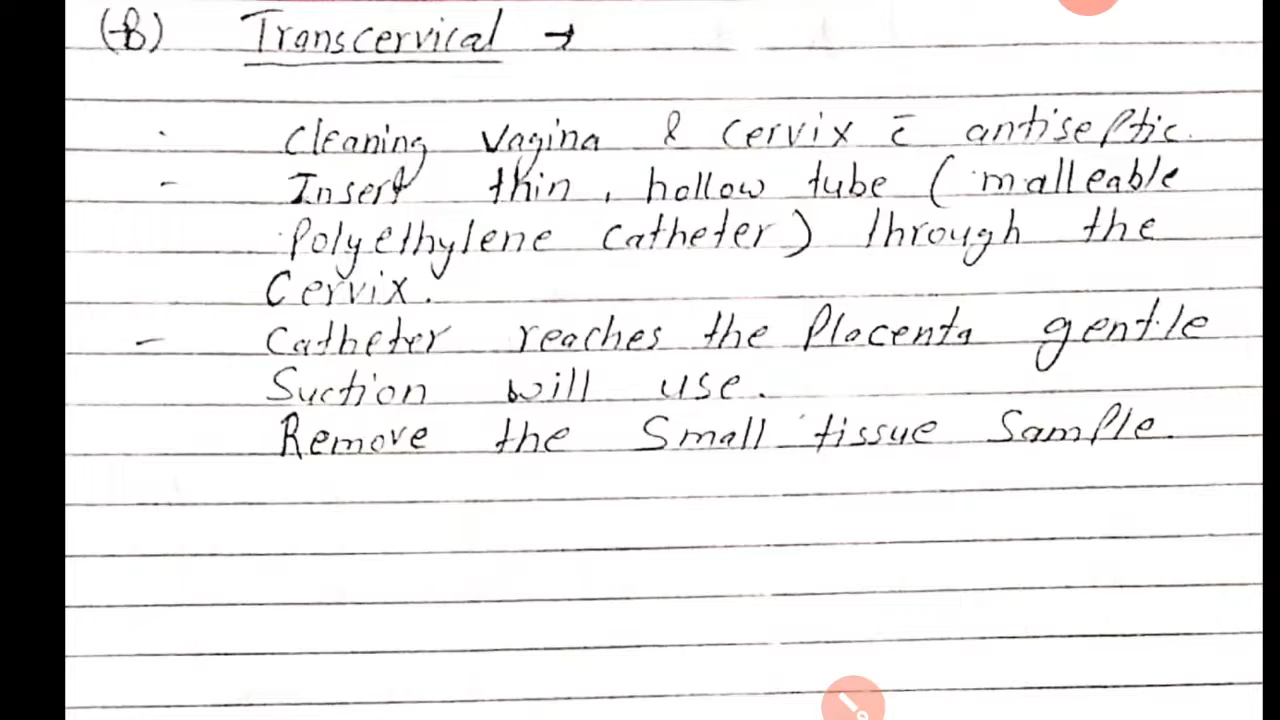 (B) Transcervical →
- Cleaning vagina & cervix c̄ antiseptic.
- Insert thin, hollow tube (malleable
Polyethylene catheter) through the
Cervix.
- Catheter reaches the Placenta gentle
Suction will use.
Remove the small tissue sample.